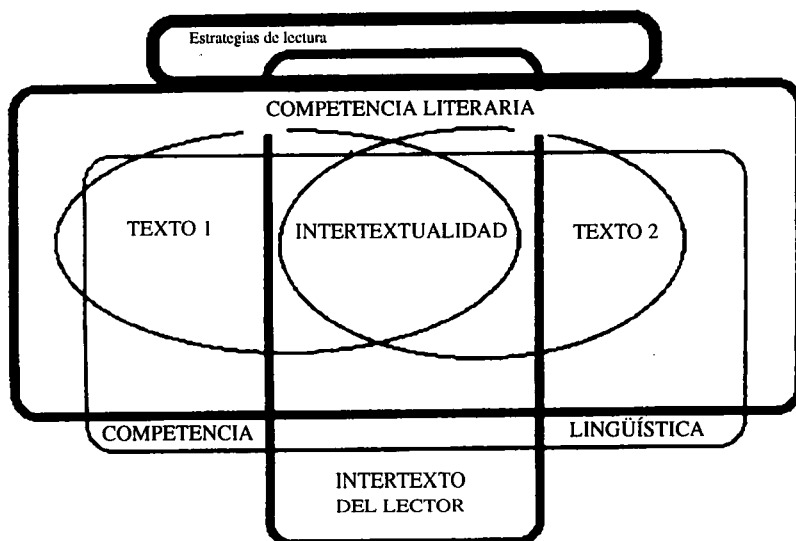 Estrategias de lectura
COMPETENCIA LITERARIA
TEXTO 1 INTERTEXTUALIDAD TEXTO 2
COMPETENCIA LINGÜÍSTICA
INTERTEXTO
DEL LECTOR